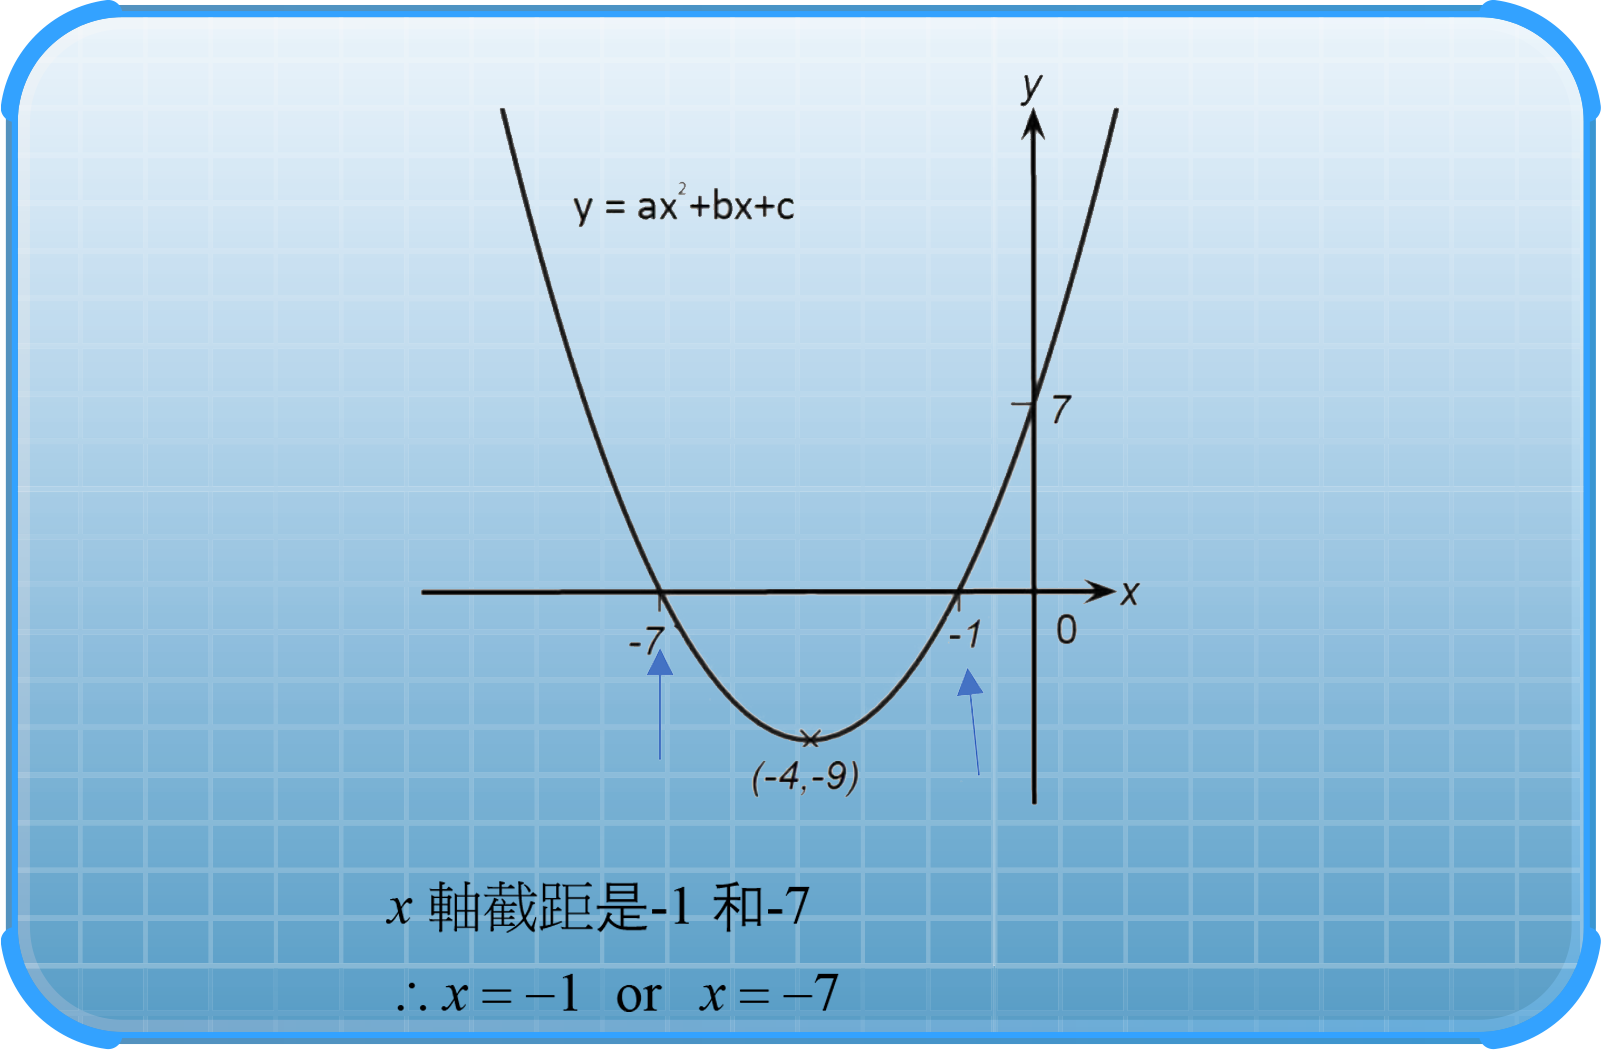 y
y = ax²+bx+c
7
x
-7
-1
0
(-4,-9)
x 軸截距是-1 和-7
∴ x = −1 or x = −7